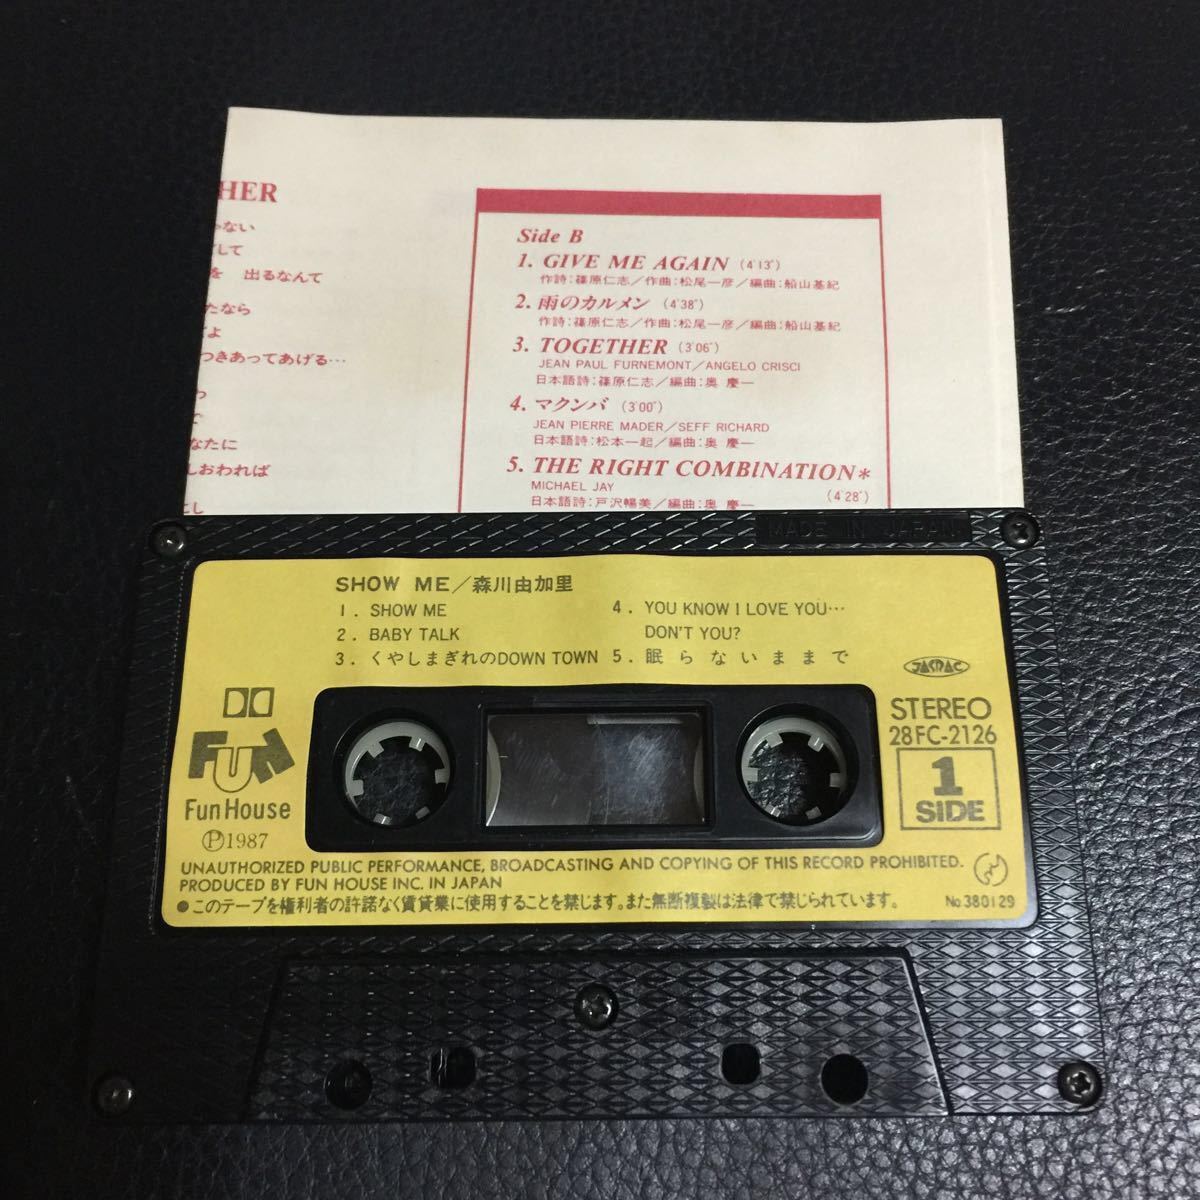 HER
ない
して
を 出るなんて
たなら
よ
つきあってあげる…
っ
で
なたに
しおわれば
とし
Side B
1. GIVE ME AGAIN (4'13")
作詩：篠原仁志／作曲：松尾一彦／編曲：船山基紀
2. 雨のカルメン (4'38")
作詩：篠原仁志／作曲：松尾一彦／編曲：船山基紀
3. TOGETHER (3'06")
JEAN PAUL FURNEMONT／ANGELO CRISCI
日本語詩：篠原仁志／編曲：奥 慶一
4. マクンバ (3'00")
JEAN PIERRE MADER／SEFF RICHARD
日本語詩：松本一起／編曲：奥 慶一
5. THE RIGHT COMBINATION*
MICHAEL JAY (4'28")
日本語詩：戸沢暢美／編曲：奥 慶一
MADE IN JAPAN
SHOW ME／森川由加里
1. SHOW ME
2. BABY TALK
3. くやしまぎれのDOWN TOWN
4. YOU KNOW I LOVE YOU…
DON'T YOU?
5. 眠らないままで
JASRAC
STEREO
28FC-2126
1
SIDE
FUN
Fun House
Ⓟ1987
UNAUTHORIZED PUBLIC PERFORMANCE, BROADCASTING AND COPYING OF THIS RECORD PROHIBITED.
PRODUCED BY FUN HOUSE INC. IN JAPAN
●このテープを権利者の許諾なく賃貸業に使用することを禁じます。また無断複製は法律で禁じられています。
No.380129